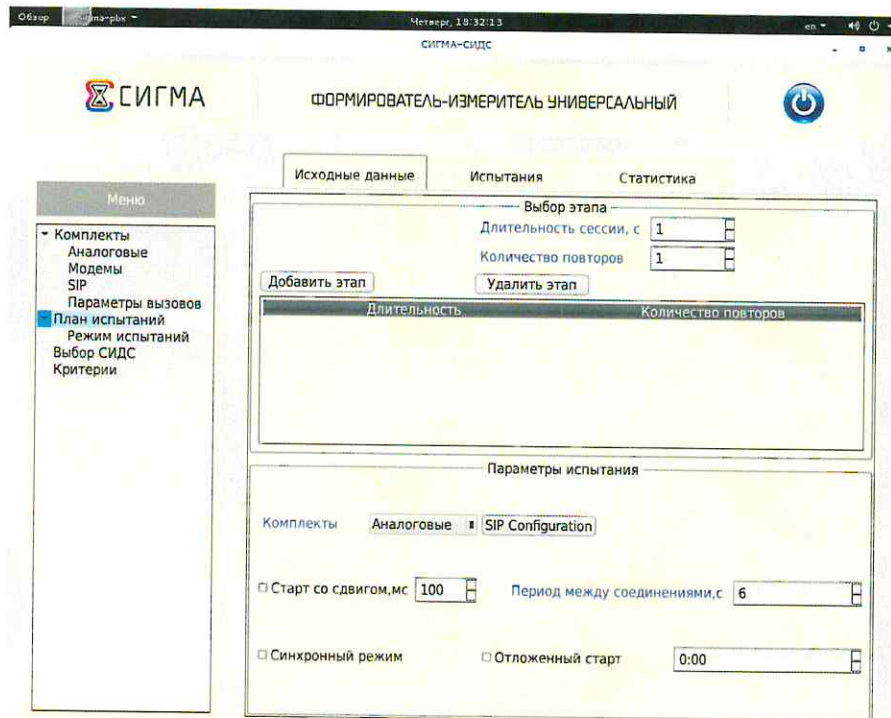 Обзор
Четверг, 18:32:13
en
СИГМА-СИДС
СИГМА
ФОРМИРОВАТЕЛЬ-ИЗМЕРИТЕЛЬ УНИВЕРСАЛЬНЫЙ
Исходные данные Испытания Статистика
Меню
Комплекты
Аналоговые
Модемы
SIP
Параметры вызовов
План испытаний
Режим испытаний
Выбор СИДС
Критерии
Выбор этапа
Длительность сессии, с 1
Количество повторов 1
Добавить этап Удалить этап
Длительность Количество повторов
Параметры испытания
Комплекты Аналоговые SIP Configuration
Старт со сдвигом,мс 100 Период между соединениями,с 6
Синхронный режим Отложенный старт 0:00